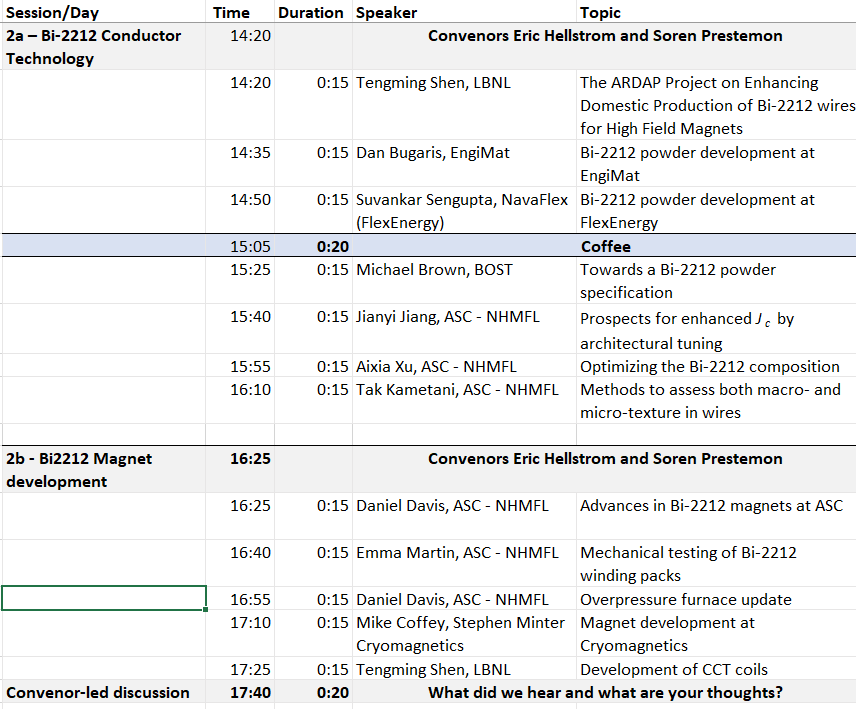 Session/Day Time Duration Speaker Topic
2a – Bi-2212 Conductor 14:20 Convenors Eric Hellstrom and Soren Prestemon
Technology
14:20 0:15 Tengming Shen, LBNL The ARDAP Project on Enhancing
Domestic Production of Bi-2212 wires
for High Field Magnets
14:35 0:15 Dan Bugaris, EngiMat Bi-2212 powder development at
EngiMat
14:50 0:15 Suvankar Sengupta, NavaFlex Bi-2212 powder development at
(FlexEnergy) FlexEnergy
15:05 0:20 Coffee
15:25 0:15 Michael Brown, BOST Towards a Bi-2212 powder
specification
15:40 0:15 Jianyi Jiang, ASC - NHMFL Prospects for enhanced J c by
architectural tuning
15:55 0:15 Aixia Xu, ASC - NHMFL Optimizing the Bi-2212 composition
16:10 0:15 Tak Kametani, ASC - NHMFL Methods to assess both macro- and
micro-texture in wires
2b - Bi2212 Magnet 16:25 Convenors Eric Hellstrom and Soren Prestemon
development
16:25 0:15 Daniel Davis, ASC - NHMFL Advances in Bi-2212 magnets at ASC
16:40 0:15 Emma Martin, ASC - NHMFL Mechanical testing of Bi-2212
winding packs
16:55 0:15 Daniel Davis, ASC - NHMFL Overpressure furnace update
17:10 0:15 Mike Coffey, Stephen Minter Magnet development at
Cryomagnetics Cryomagnetics
17:25 0:15 Tengming Shen, LBNL Development of CCT coils
Convenor-led discussion 17:40 0:20 What did we hear and what are your thoughts?